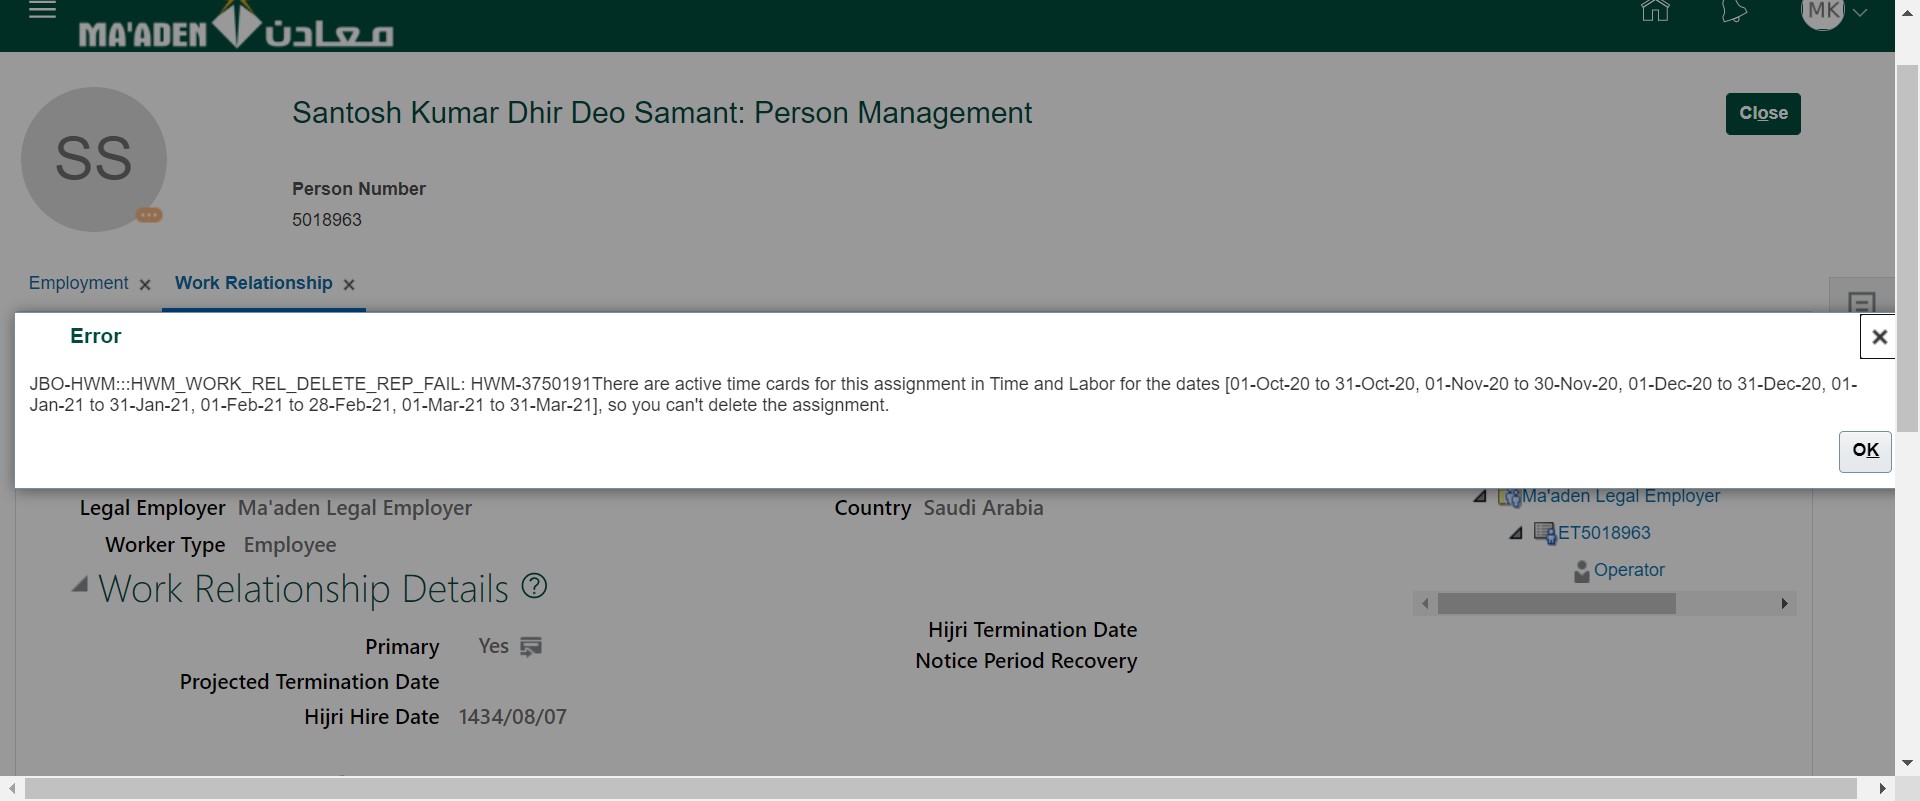 MA'ADEN معادن
MK
SS
Santosh Kumar Dhir Deo Samant: Person Management
Close
Person Number
5018963
Employment
Work Relationship
Error
JBO-HWM:::HWM_WORK_REL_DELETE_REP_FAIL: HWM-3750191There are active time cards for this assignment in Time and Labor for the dates [01-Oct-20 to 31-Oct-20, 01-Nov-20 to 30-Nov-20, 01-Dec-20 to 31-Dec-20, 01-
Jan-21 to 31-Jan-21, 01-Feb-21 to 28-Feb-21, 01-Mar-21 to 31-Mar-21], so you can't delete the assignment.
OK
Legal Employer Ma'aden Legal Employer
Country Saudi Arabia
Ma'aden Legal Employer
Worker Type Employee
ET5018963
Operator
Work Relationship Details ?
Primary Yes
Hijri Termination Date
Notice Period Recovery
Projected Termination Date
Hijri Hire Date 1434/08/07